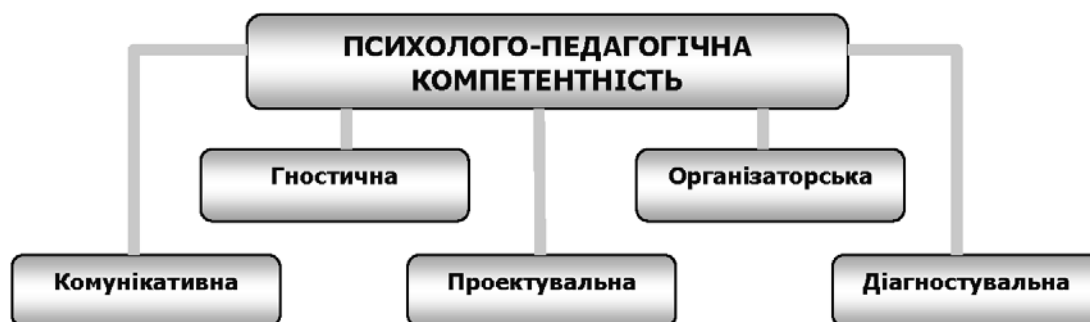 ПСИХОЛОГО-ПЕДАГОГІЧНА
КОМПЕТЕНТНІСТЬ
Гностична
Організаторська
Комунікативна
Проектувальна
Діагностувальна